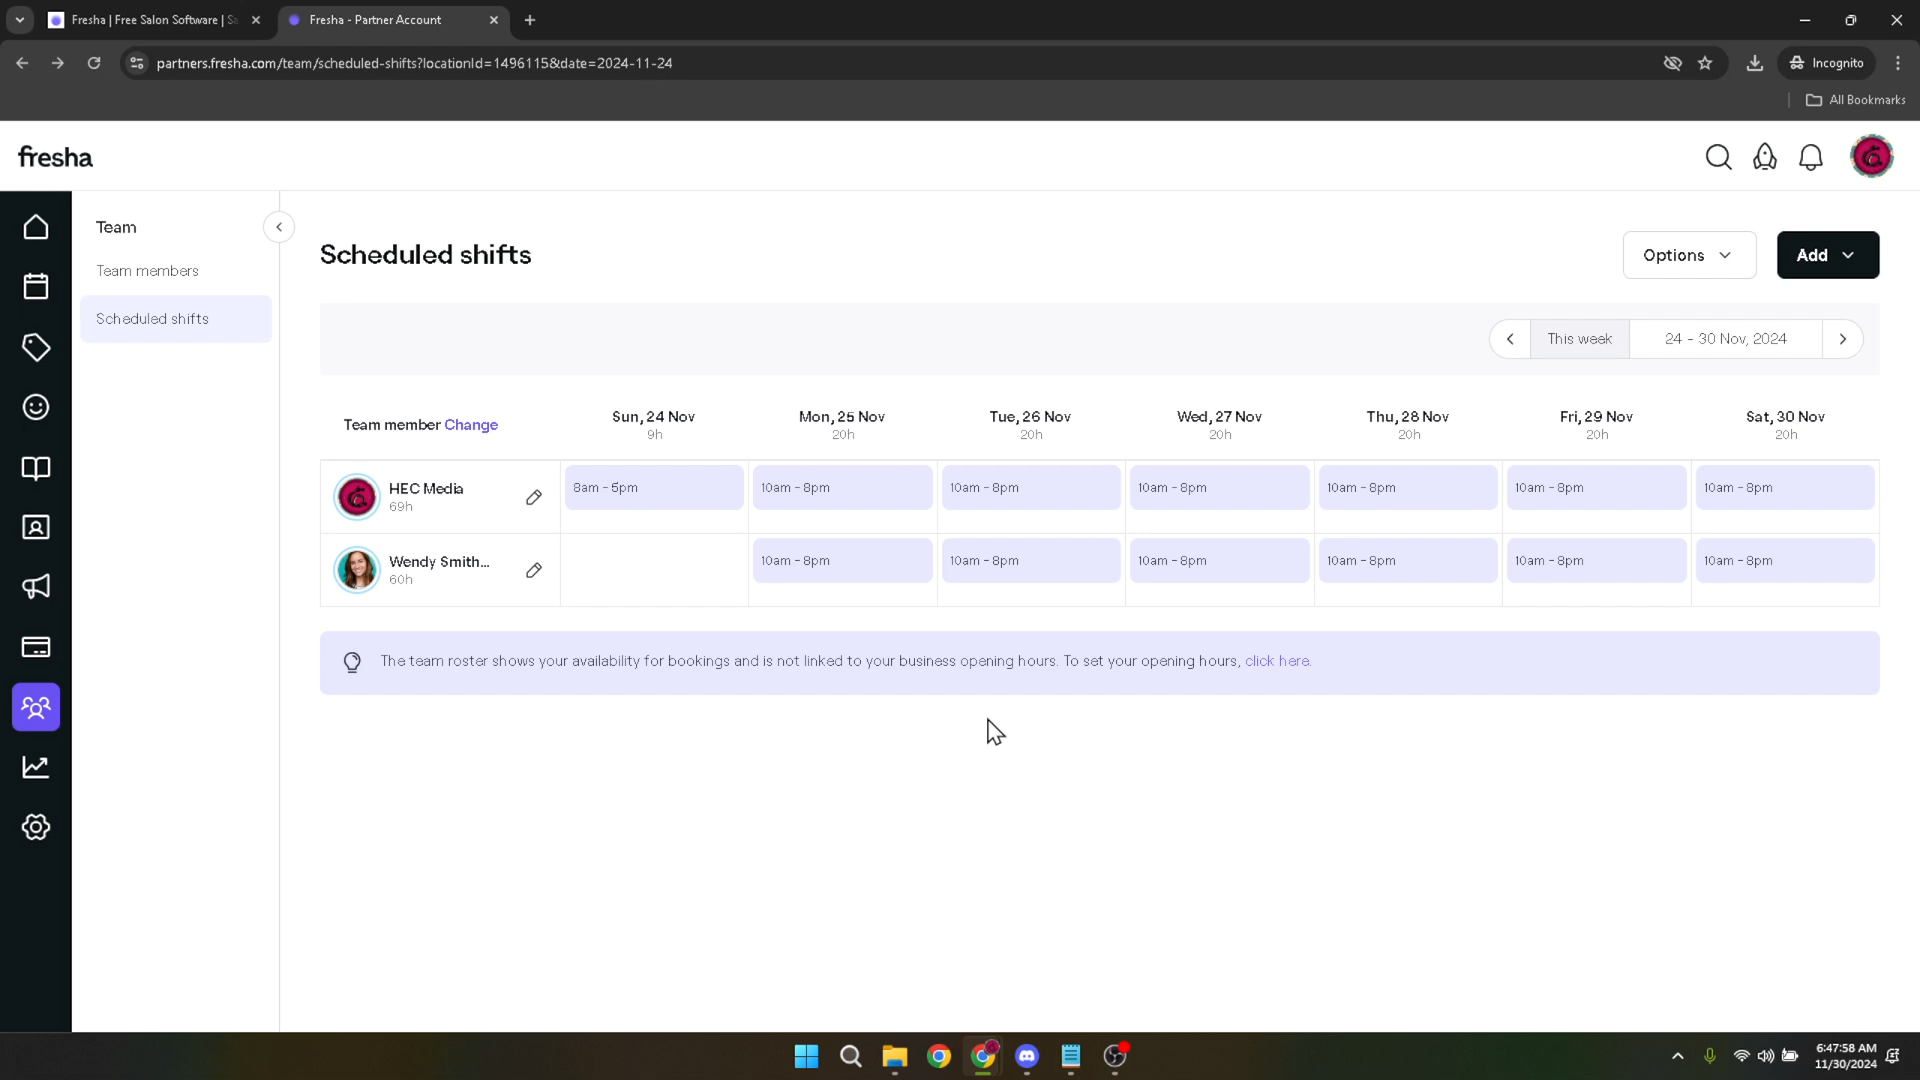 Fresha | Free Salon Software | Sa
Fresha - Partner Account
partners.fresha.com/team/scheduled-shifts?locationId=1496115&date=2024-11-24
Incognito
All Bookmarks
fresha
Team
Team members
Scheduled shifts
Scheduled shifts
Options
Add
This week
24 - 30 Nov, 2024
Team member Change
Sun, 24 Nov
9h
Mon, 25 Nov
20h
Tue, 26 Nov
20h
Wed, 27 Nov
20h
Thu, 28 Nov
20h
Fri, 29 Nov
20h
Sat, 30 Nov
20h
HEC Media
69h
8am - 5pm
10am - 8pm
10am - 8pm
10am - 8pm
10am - 8pm
10am - 8pm
10am - 8pm
Wendy Smith...
60h
10am - 8pm
10am - 8pm
10am - 8pm
10am - 8pm
10am - 8pm
10am - 8pm
The team roster shows your availability for bookings and is not linked to your business opening hours. To set your opening hours, click here.
6:47:58 AM
11/30/2024